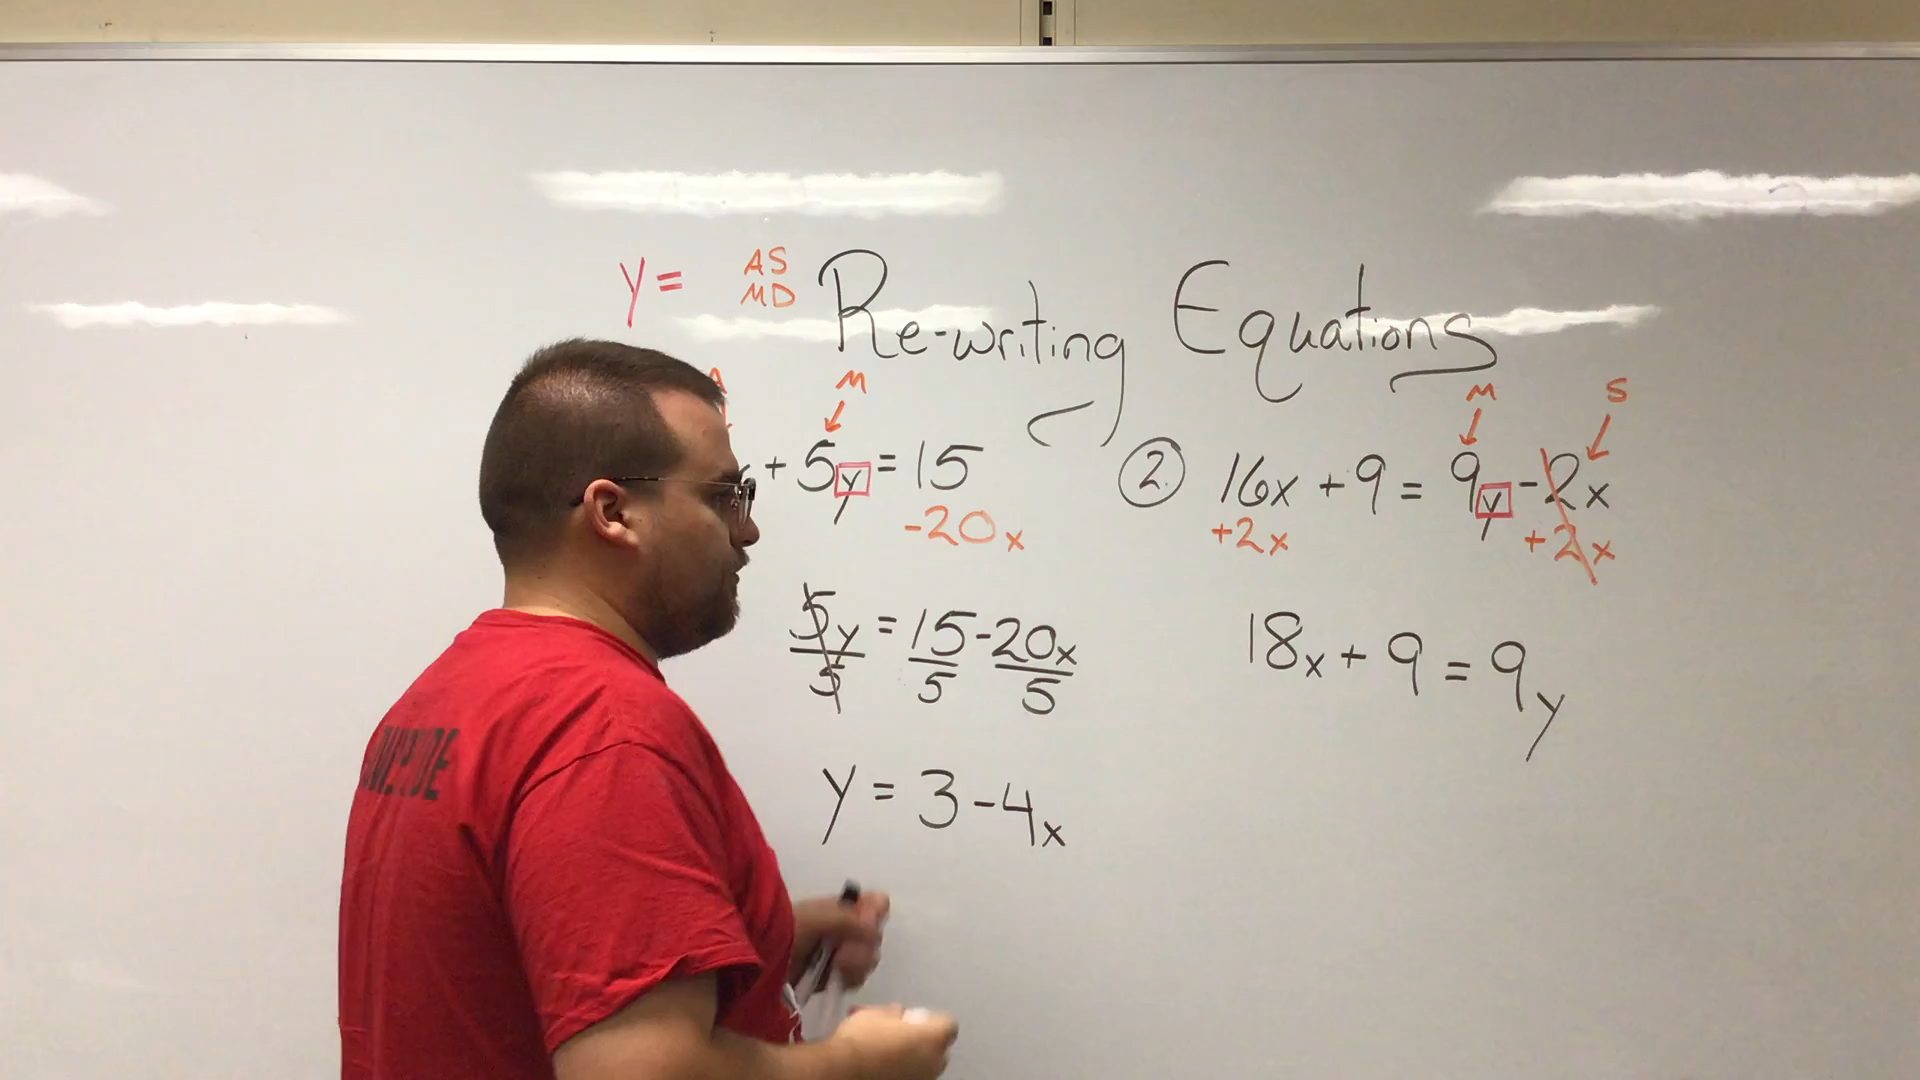 y = AS
MD
Re-writing Equations
A M
+ 5y = 15
-20x
5y/5 = 15/5 - 20x/5
y = 3 - 4x
M S
2. 16x + 9 = 9y - 2x
+2x +2x
18x + 9 = 9y